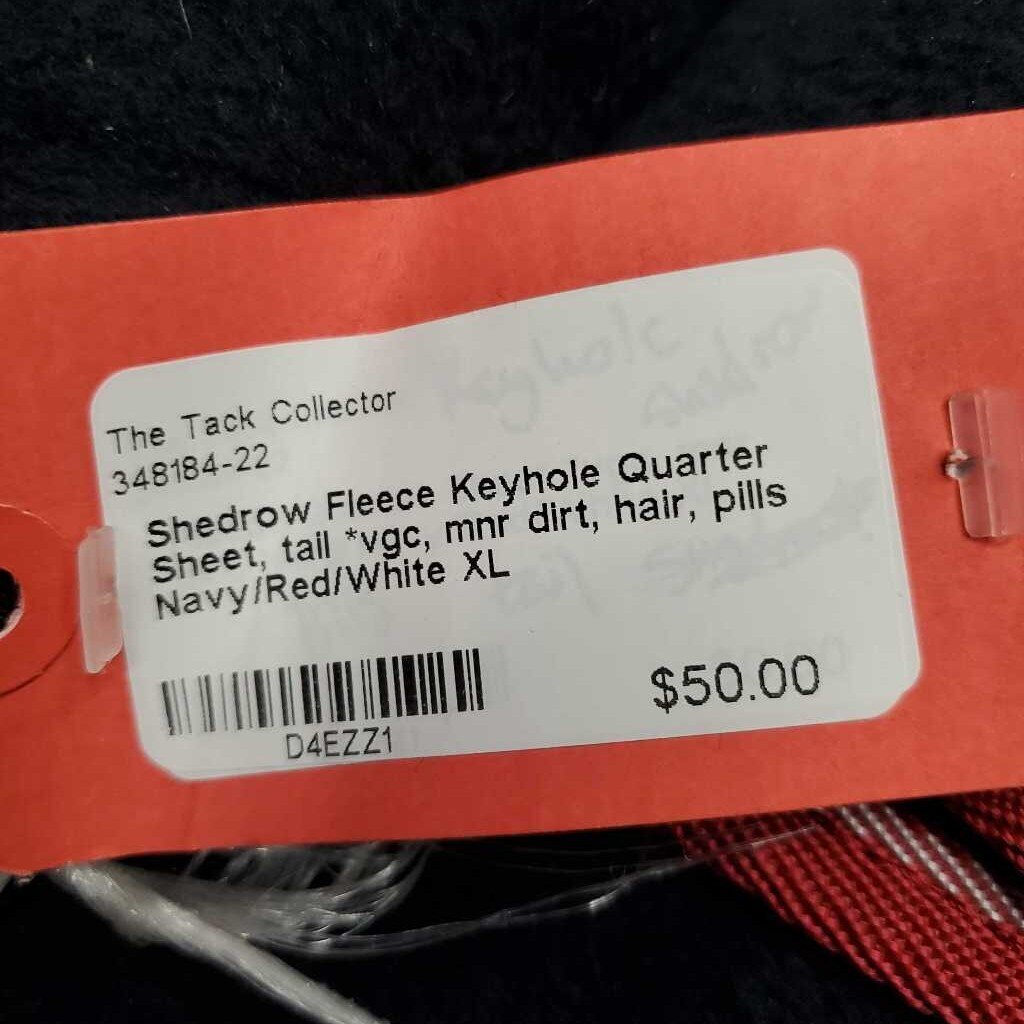 The Tack Collector
348184-22
Shedrow Fleece Keyhole Quarter
Sheet, tail *vgc, mnr dirt, hair, pills
Navy/Red/White XL
D4EZZ1
$50.00
Keyhole